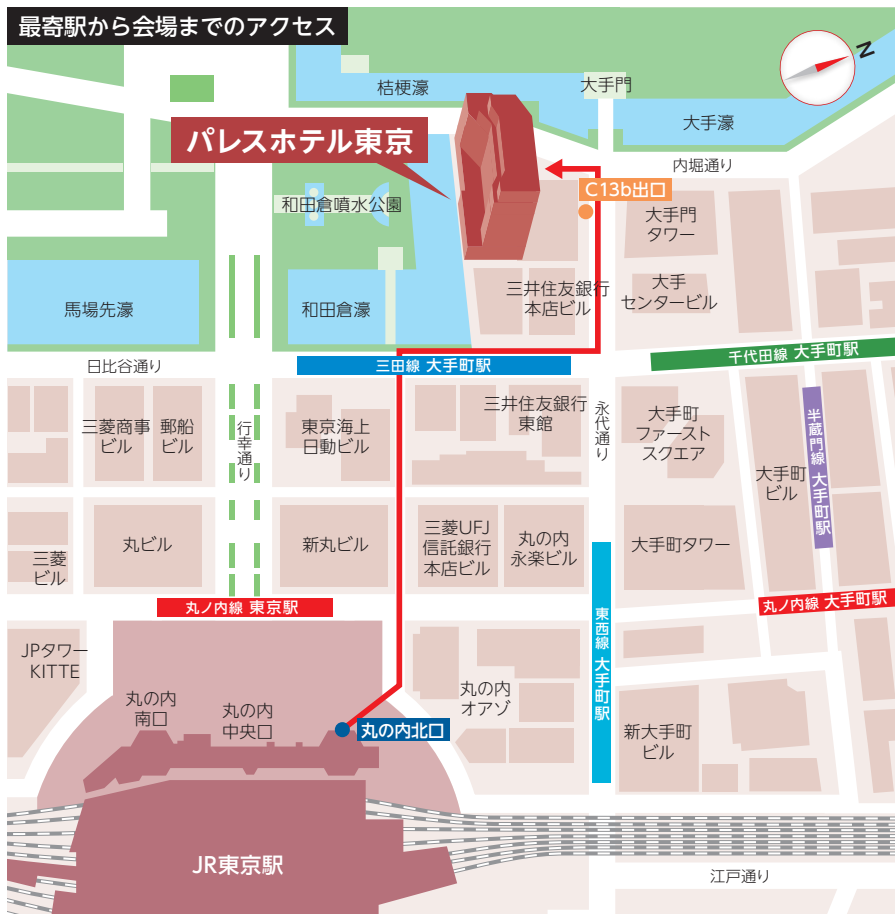 最寄駅から会場までのアクセス
N
桔梗濠
大手門
大手濠
パレスホテル東京
内堀通り
C13b出口
和田倉噴水公園
大手門
タワー
三井住友銀行
本店ビル
大手
センタービル
馬場先濠
和田倉濠
日比谷通り
三田線 大手町駅
千代田線 大手町駅
三菱商事
ビル
郵船
ビル
行幸通り
東京海上
日動ビル
三井住友銀行
東館
永代通り
大手町
ファースト
スクエア
大手町
ビル
半蔵門線 大手町駅
三菱
ビル
丸ビル
新丸ビル
三菱UFJ
信託銀行
本店ビル
丸の内
永楽ビル
大手町タワー
丸ノ内線 東京駅
東西線 大手町駅
丸ノ内線 大手町駅
JPタワー
KITTE
丸の内
南口
丸の内
中央口
丸の内北口
丸の内
オアゾ
新大手町
ビル
JR東京駅
江戸通り